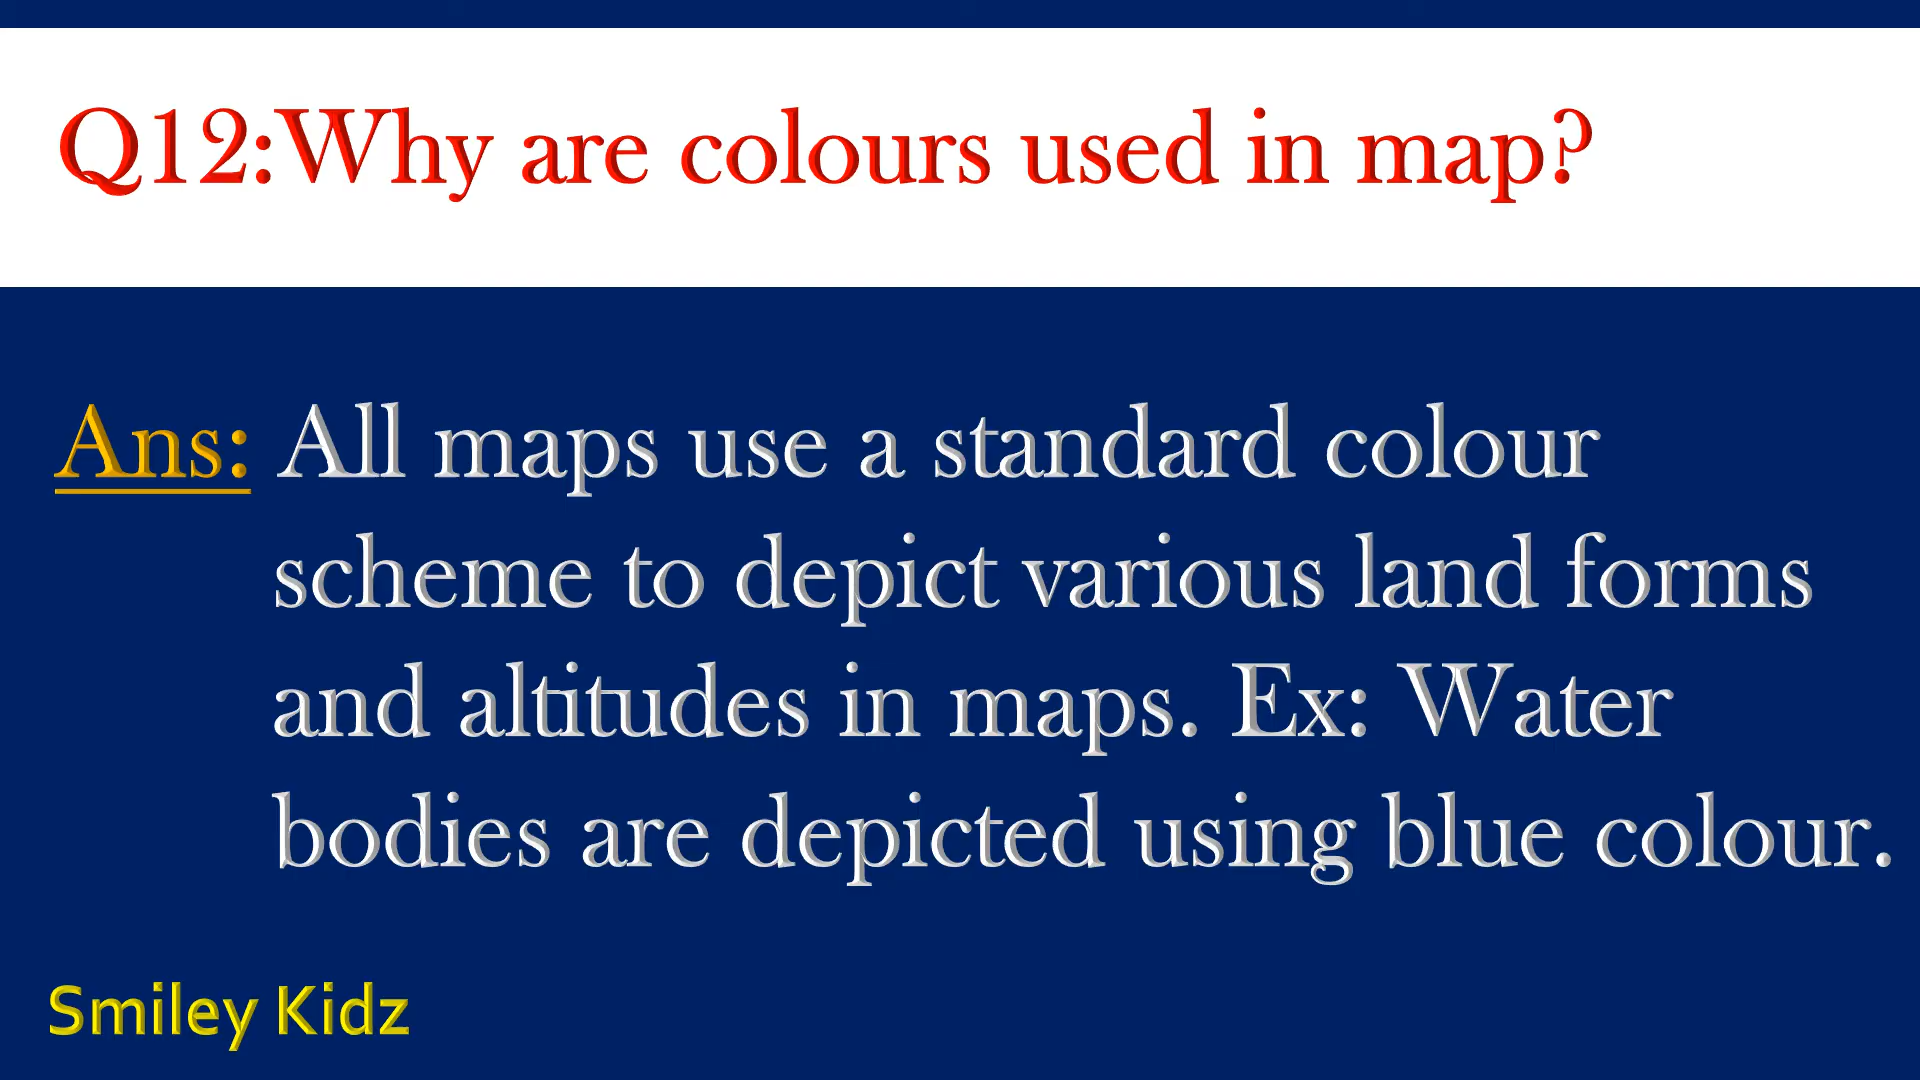 Q12:Why are colours used in map?
Ans: All maps use a standard colour
scheme to depict various land forms
and altitudes in maps. Ex: Water
bodies are depicted using blue colour.
Smiley Kidz